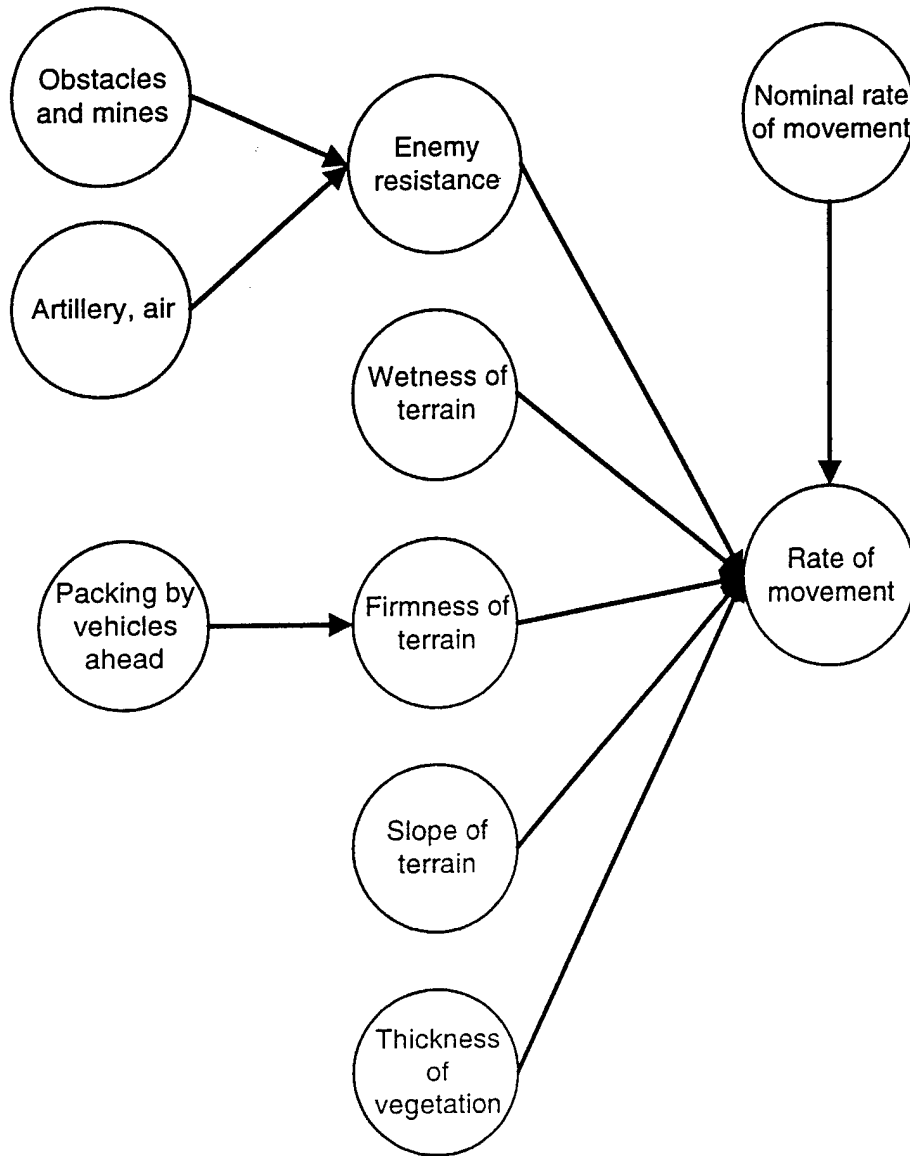 Obstacles
and mines
Enemy
resistance
Nominal rate
of movement
Artillery, air
Wetness of
terrain
Packing by
vehicles
ahead
Firmness of
terrain
Rate of
movement
Slope of
terrain
Thickness
of
vegetation